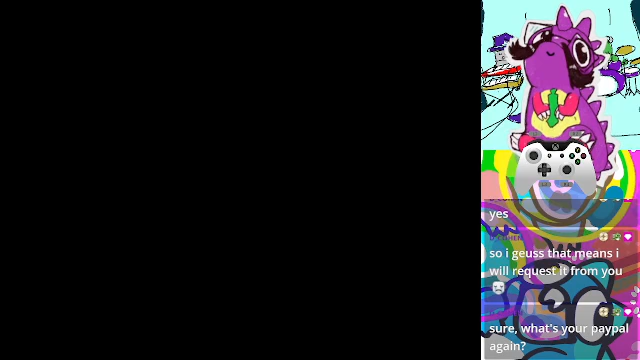 yes
so i geuss that means i
will request it from you
sure, what's your paypal
again?